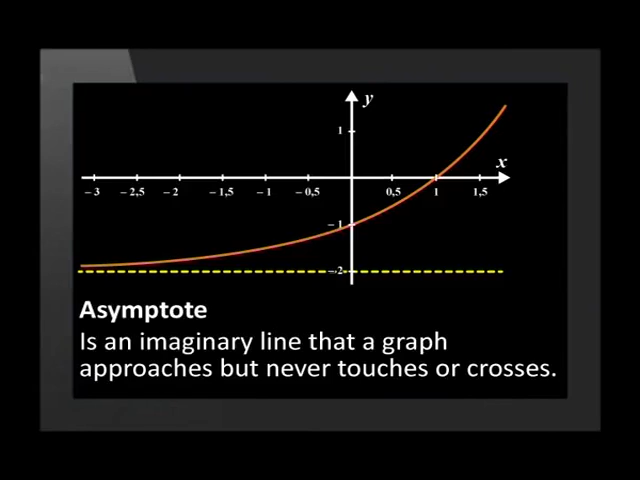 y
1
x
– 3 – 2,5 – 2 – 1,5 – 1 – 0,5 0,5 1 1,5
– 1
–2
Asymptote
Is an imaginary line that a graph
approaches but never touches or crosses.